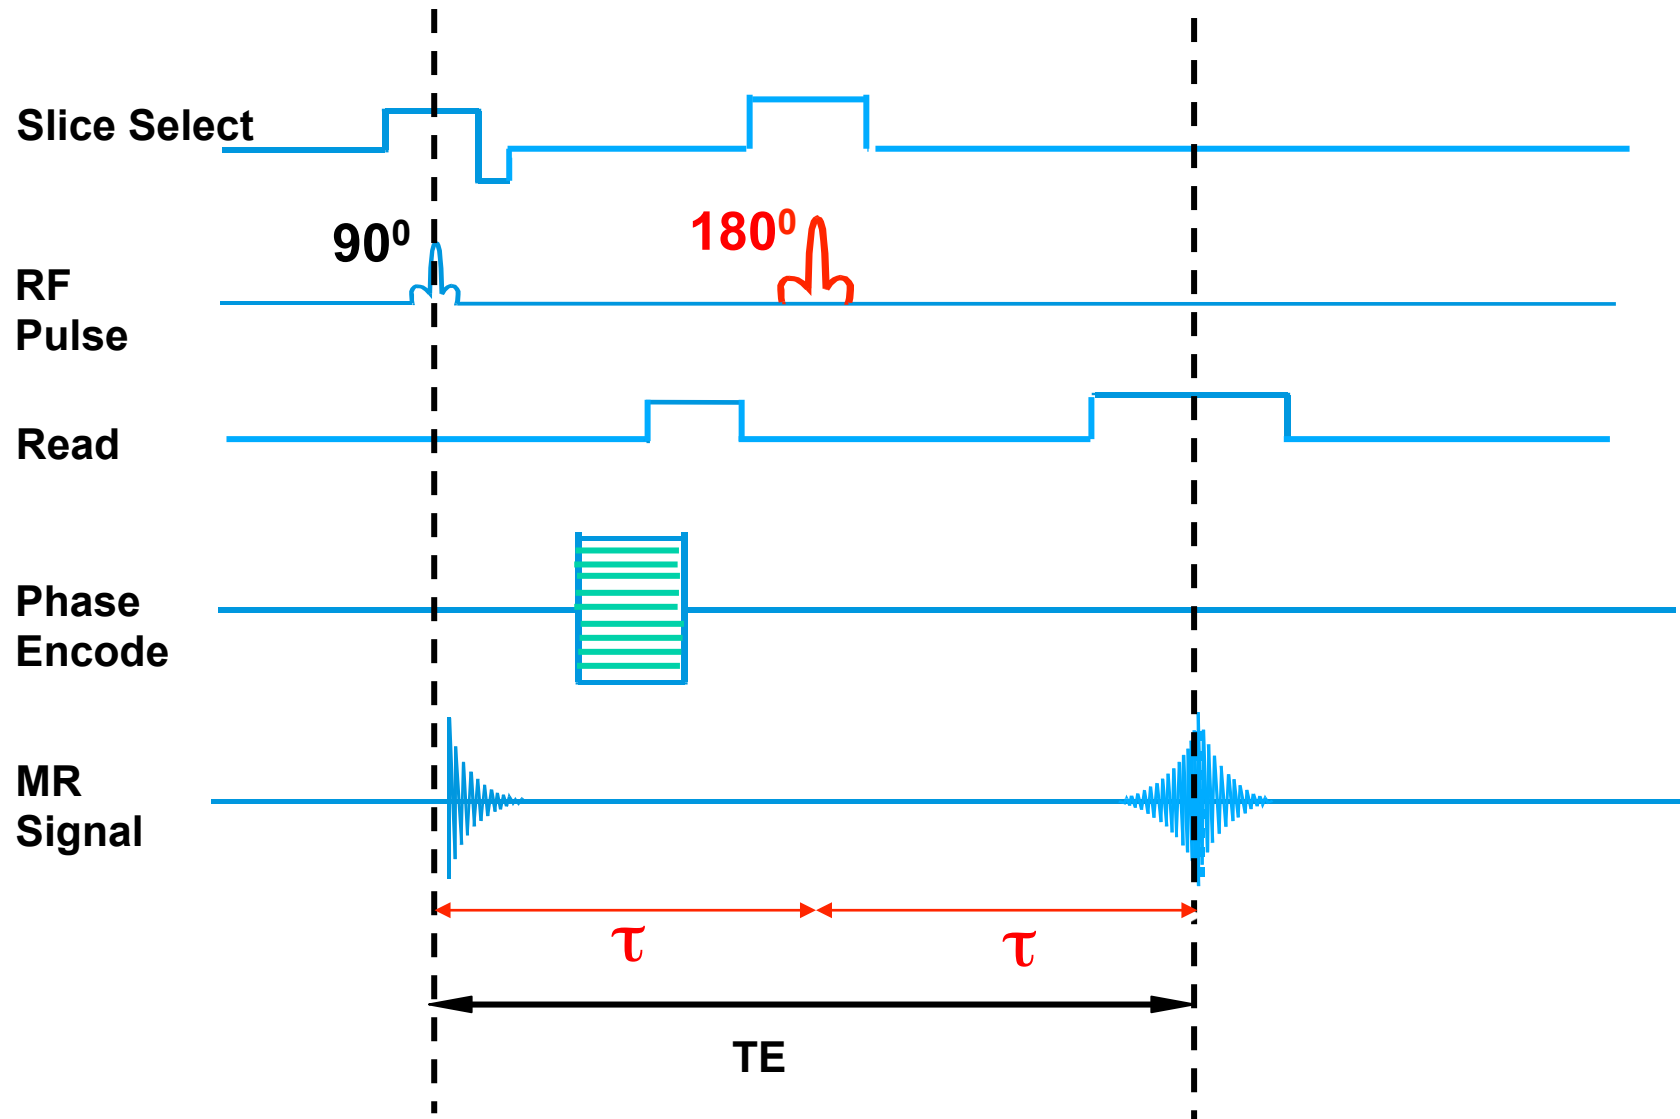 Slice Select
90⁰
180⁰
RF
Pulse
Read
Phase
Encode
MR
Signal
τ
τ
TE